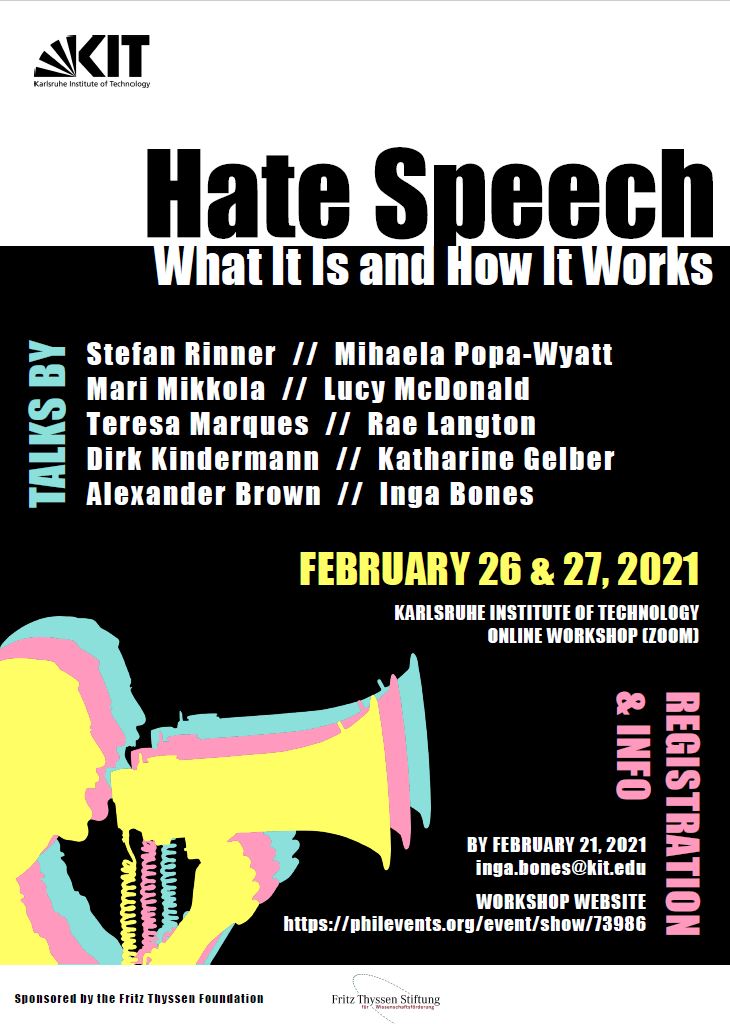 KIT
Karlsruhe Institute of Technology
Hate Speech
What It Is and How It Works
TALKS BY
Stefan Rinner // Mihaela Popa-Wyatt
Mari Mikkola // Lucy McDonald
Teresa Marques // Rae Langton
Dirk Kindermann // Katharine Gelber
Alexander Brown // Inga Bones
FEBRUARY 26 & 27, 2021
KARLSRUHE INSTITUTE OF TECHNOLOGY
ONLINE WORKSHOP (ZOOM)
REGISTRATION
& INFO
BY FEBRUARY 21, 2021
inga.bones@kit.edu
WORKSHOP WEBSITE
https://philevents.org/event/show/73986
Sponsored by the Fritz Thyssen Foundation
Fritz Thyssen Stiftung
für Wissenschaftsförderung